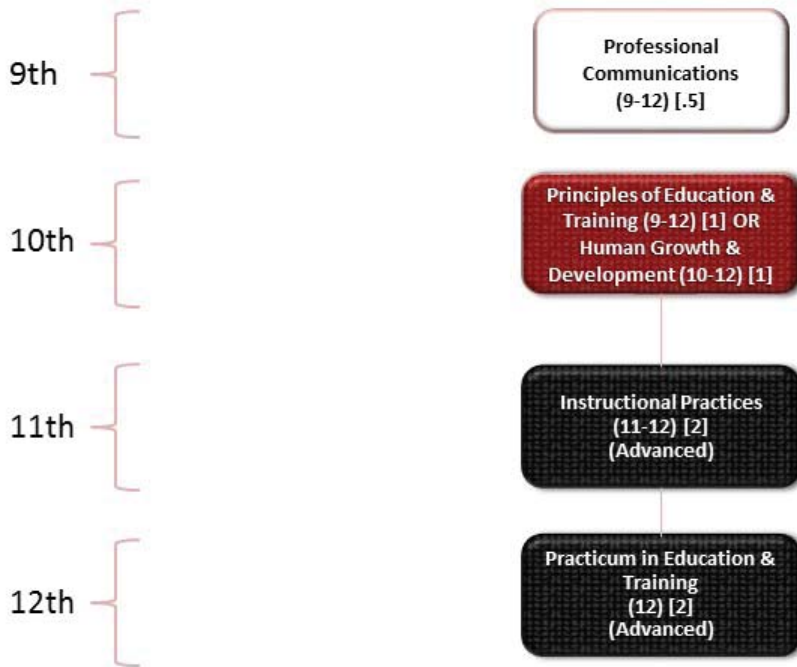 9th
Professional
Communications
(9-12) [.5]
10th
Principles of Education &
Training (9-12) [1] OR
Human Growth &
Development (10-12) [1]
11th
Instructional Practices
(11-12) [2]
(Advanced)
12th
Practicum in Education &
Training
(12) [2]
(Advanced)